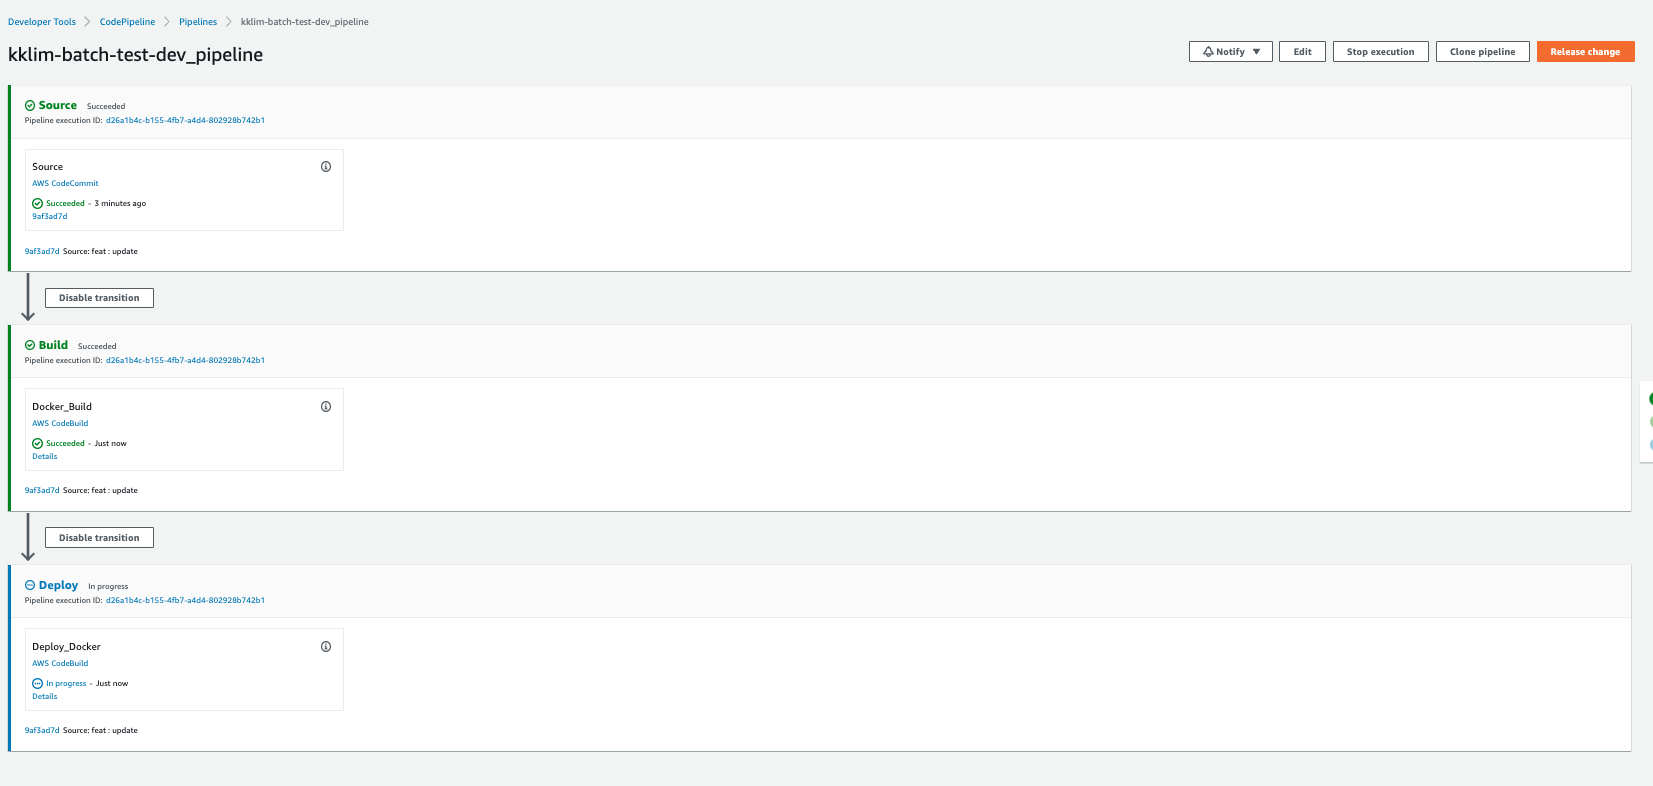 Developer Tools > CodePipeline > Pipelines > kklim-batch-test-dev_pipeline
kklim-batch-test-dev_pipeline
Notify ▼ Edit Stop execution Clone pipeline Release change
Source Succeeded
Pipeline execution ID: d26a1b4c-b155-4fb7-a4d4-802928b742b1
Source
AWS CodeCommit
Succeeded - 3 minutes ago
9af3ad7d
9af3ad7d Source: feat : update
Disable transition
Build Succeeded
Pipeline execution ID: d26a1b4c-b155-4fb7-a4d4-802928b742b1
Docker_Build
AWS CodeBuild
Succeeded - Just now
Details
9af3ad7d Source: feat : update
Disable transition
Deploy In progress
Pipeline execution ID: d26a1b4c-b155-4fb7-a4d4-802928b742b1
Deploy_Docker
AWS CodeBuild
In progress - Just now
Details
9af3ad7d Source: feat : update